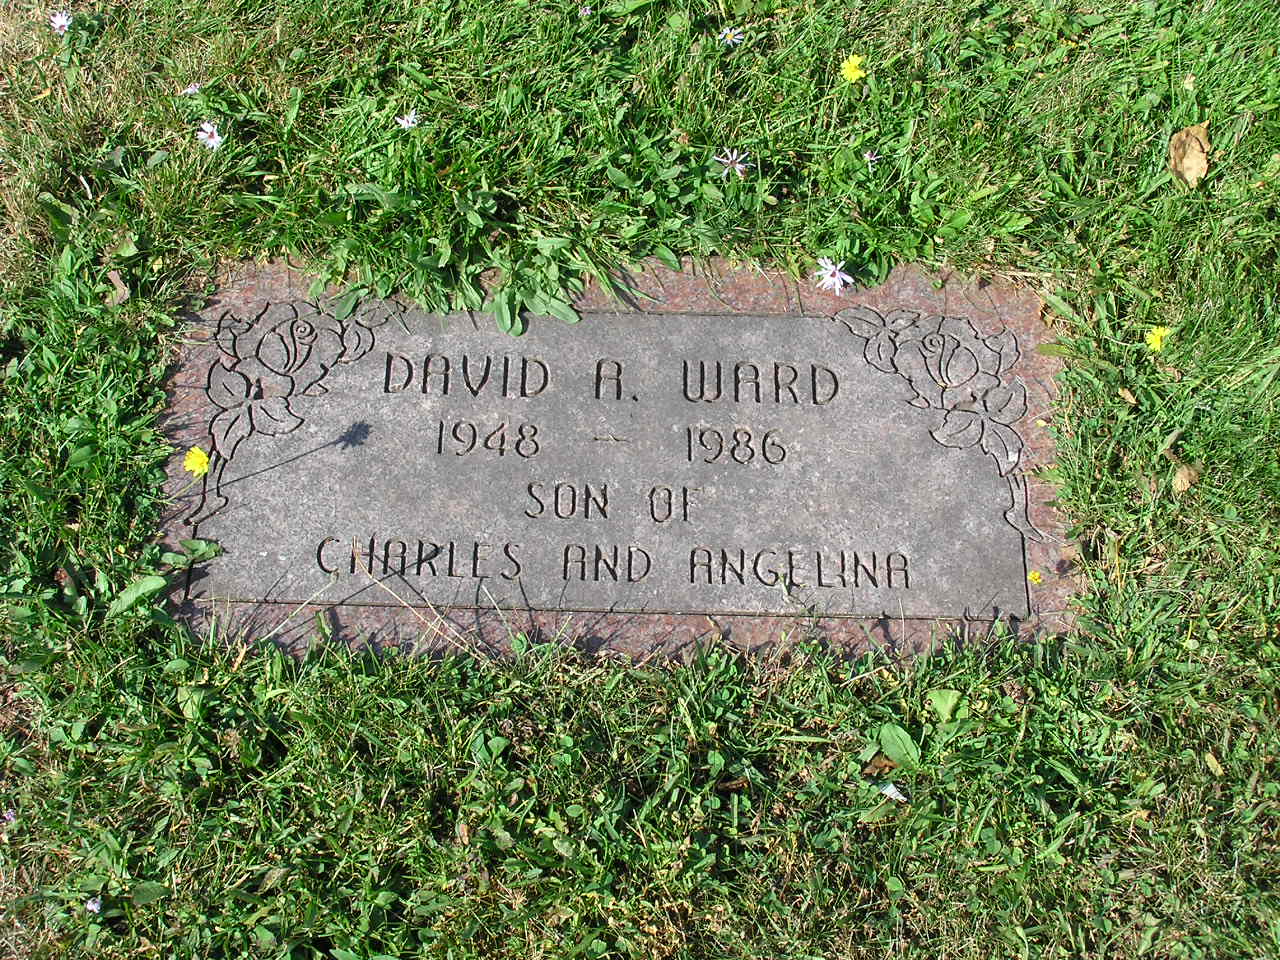 DAVID A. WARD
1948 – 1986
SON OF
CHARLES AND ANGELINA